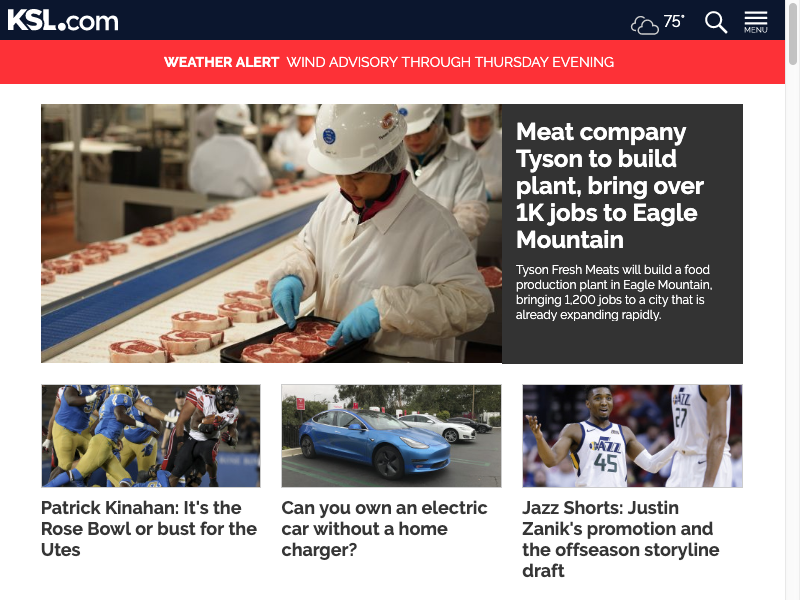 KSL.com
75°
MENU
WEATHER ALERT WIND ADVISORY THROUGH THURSDAY EVENING
Meat company
Tyson to build
plant, bring over
1K jobs to Eagle
Mountain
Tyson Fresh Meats will build a food
production plant in Eagle Mountain,
bringing 1,200 jobs to a city that is
already expanding rapidly.
JAZZ
45
JAZZ
27
Patrick Kinahan: It's the
Rose Bowl or bust for the
Utes
Can you own an electric
car without a home
charger?
Jazz Shorts: Justin
Zanik's promotion and
the offseason storyline
draft